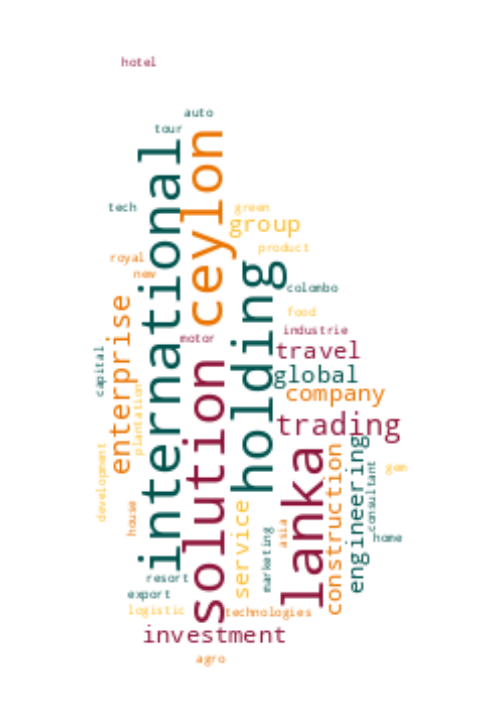 hotel
auto
tour
international
ceylon
tech
green
group
product
royal
new
holding
colombo
food
enterprise
industrie
motor
travel
capital
solution
global
plantation
company
trading
lanka
engineering
development
construction
consultant
gem
house
service
marketing
asia
home
resort
export
logistic
technologies
investment
agro